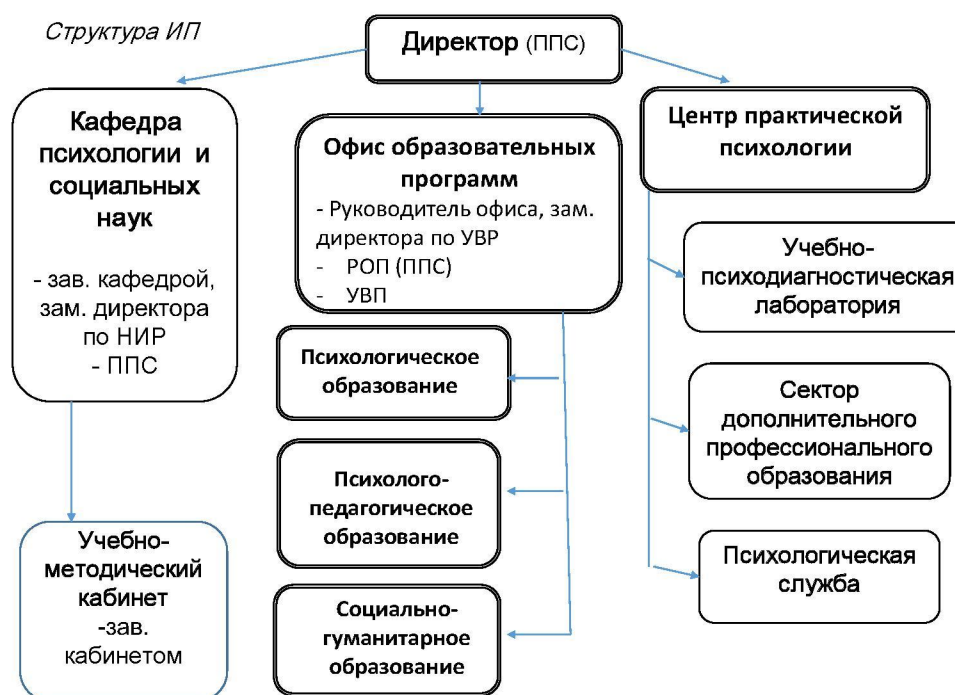 Структура ИП
Директор (ППС)
Кафедра
психологии и
социальных
наук
- зав. кафедрой,
зам. директора
по НИР
- ППС
Учебно-
методический
кабинет
-зав.
кабинетом
Офис образовательных
программ
- Руководитель офиса, зам.
директора по УВР
- РОП (ППС)
- УВП
Психологическое
образование
Психолого-
педагогическое
образование
Социально-
гуманитарное
образование
Центр практической
психологии
Учебно-
психодиагностическая
лаборатория
Сектор
дополнительного
профессионального
образования
Психологическая
служба